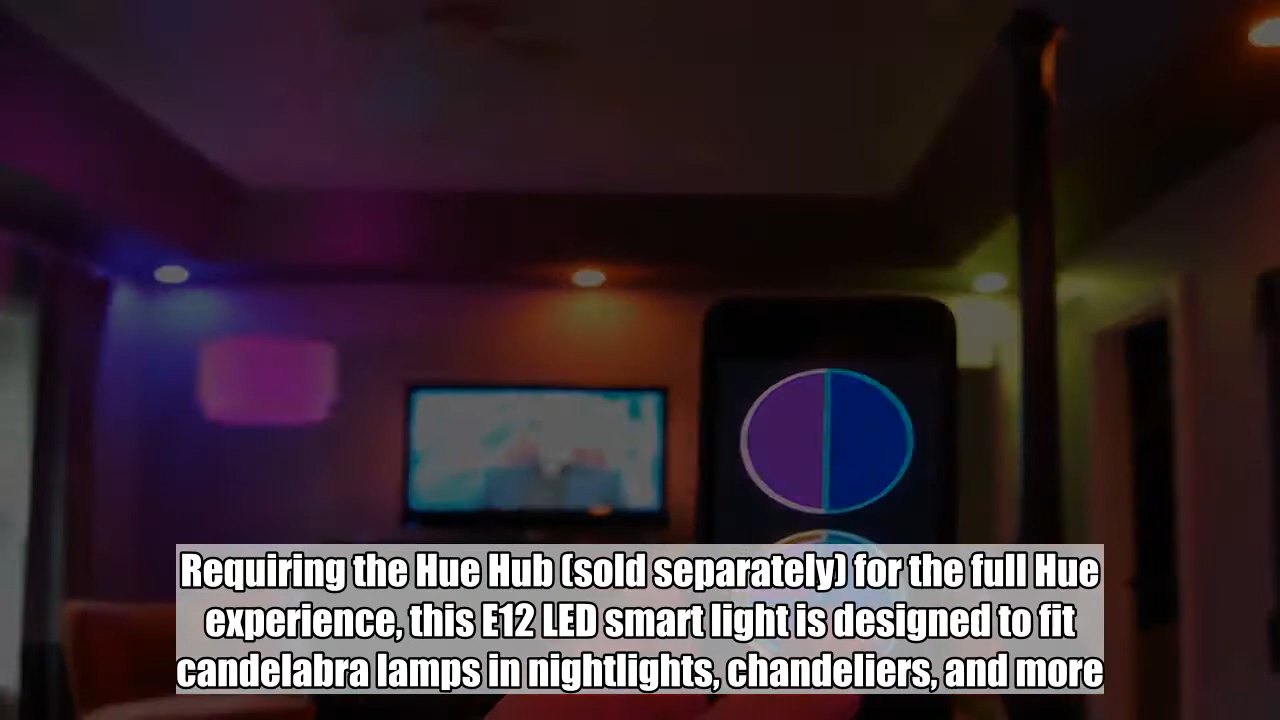 Requiring the Hue Hub (sold separately) for the full Hue
experience, this E12 LED smart light is designed to fit
candelabra lamps in nightlights, chandeliers, and more